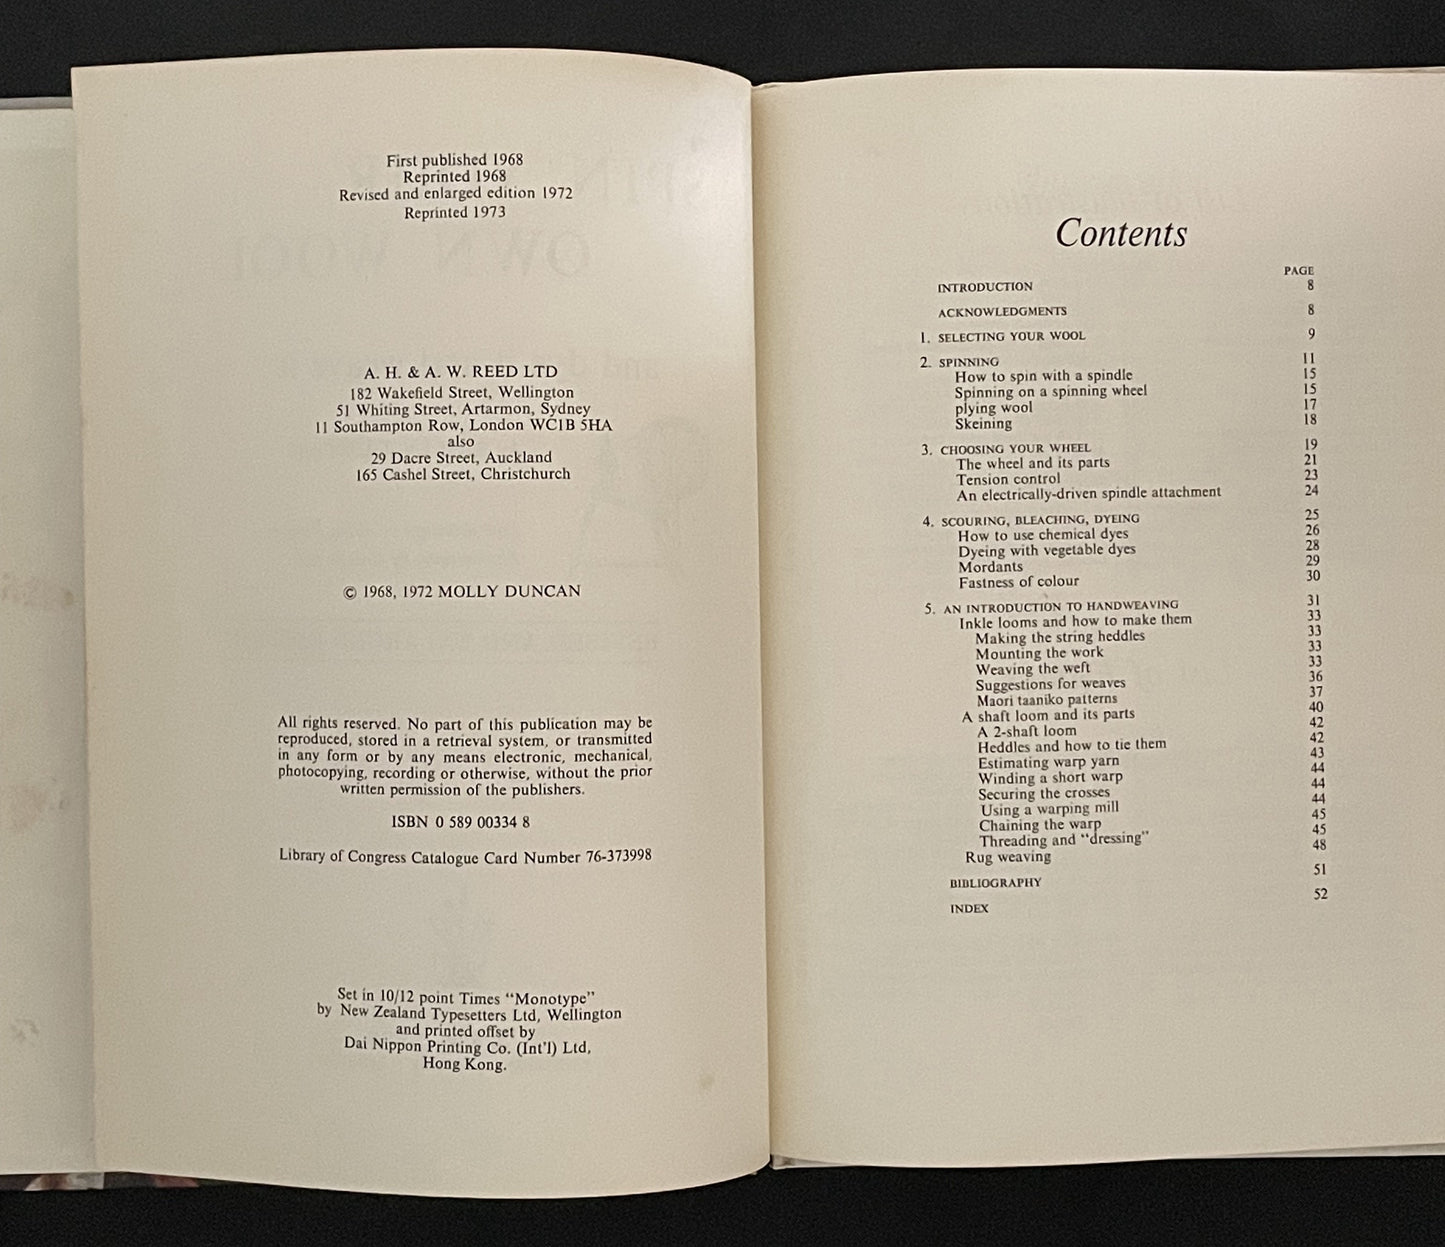 First published 1968
Reprinted 1968
Revised and enlarged edition 1972
Reprinted 1973
A. H. & A. W. REED LTD
182 Wakefield Street, Wellington
51 Whiting Street, Artarmon, Sydney
11 Southampton Row, London WC1B 5HA
also
29 Dacre Street, Auckland
165 Cashel Street, Christchurch
© 1968, 1972 MOLLY DUNCAN
All rights reserved. No part of this publication may be
reproduced, stored in a retrieval system, or transmitted
in any form or by any means electronic, mechanical,
photocopying, recording or otherwise, without the prior
written permission of the publishers.
ISBN 0 589 00334 8
Library of Congress Catalogue Card Number 76-373998
Set in 10/12 point Times "Monotype"
by New Zealand Typesetters Ltd, Wellington
and printed offset by
Dai Nippon Printing Co. (Int'l) Ltd,
Hong Kong.
Contents
PAGE
INTRODUCTION 8
ACKNOWLEDGMENTS 8
1. SELECTING YOUR WOOL 9
2. SPINNING 11
How to spin with a spindle 15
Spinning on a spinning wheel 15
plying wool 17
Skeining 18
3. CHOOSING YOUR WHEEL 19
The wheel and its parts 21
Tension control 23
An electrically-driven spindle attachment 24
4. SCOURING, BLEACHING, DYEING 25
How to use chemical dyes 26
Dyeing with vegetable dyes 28
Mordants 29
Fastness of colour 30
5. AN INTRODUCTION TO HANDWEAVING 31
Inkle looms and how to make them 33
Making the string heddles 33
Mounting the work 33
Weaving the weft 33
Suggestions for weaves 36
Maori taaniko patterns 37
A shaft loom and its parts 40
A 2-shaft loom 42
Heddles and how to tie them 42
Estimating warp yarn 43
Winding a short warp 44
Securing the crosses 44
Using a warping mill 44
Chaining the warp 45
Threading and "dressing" 45
Rug weaving 48
BIBLIOGRAPHY 51
INDEX 52